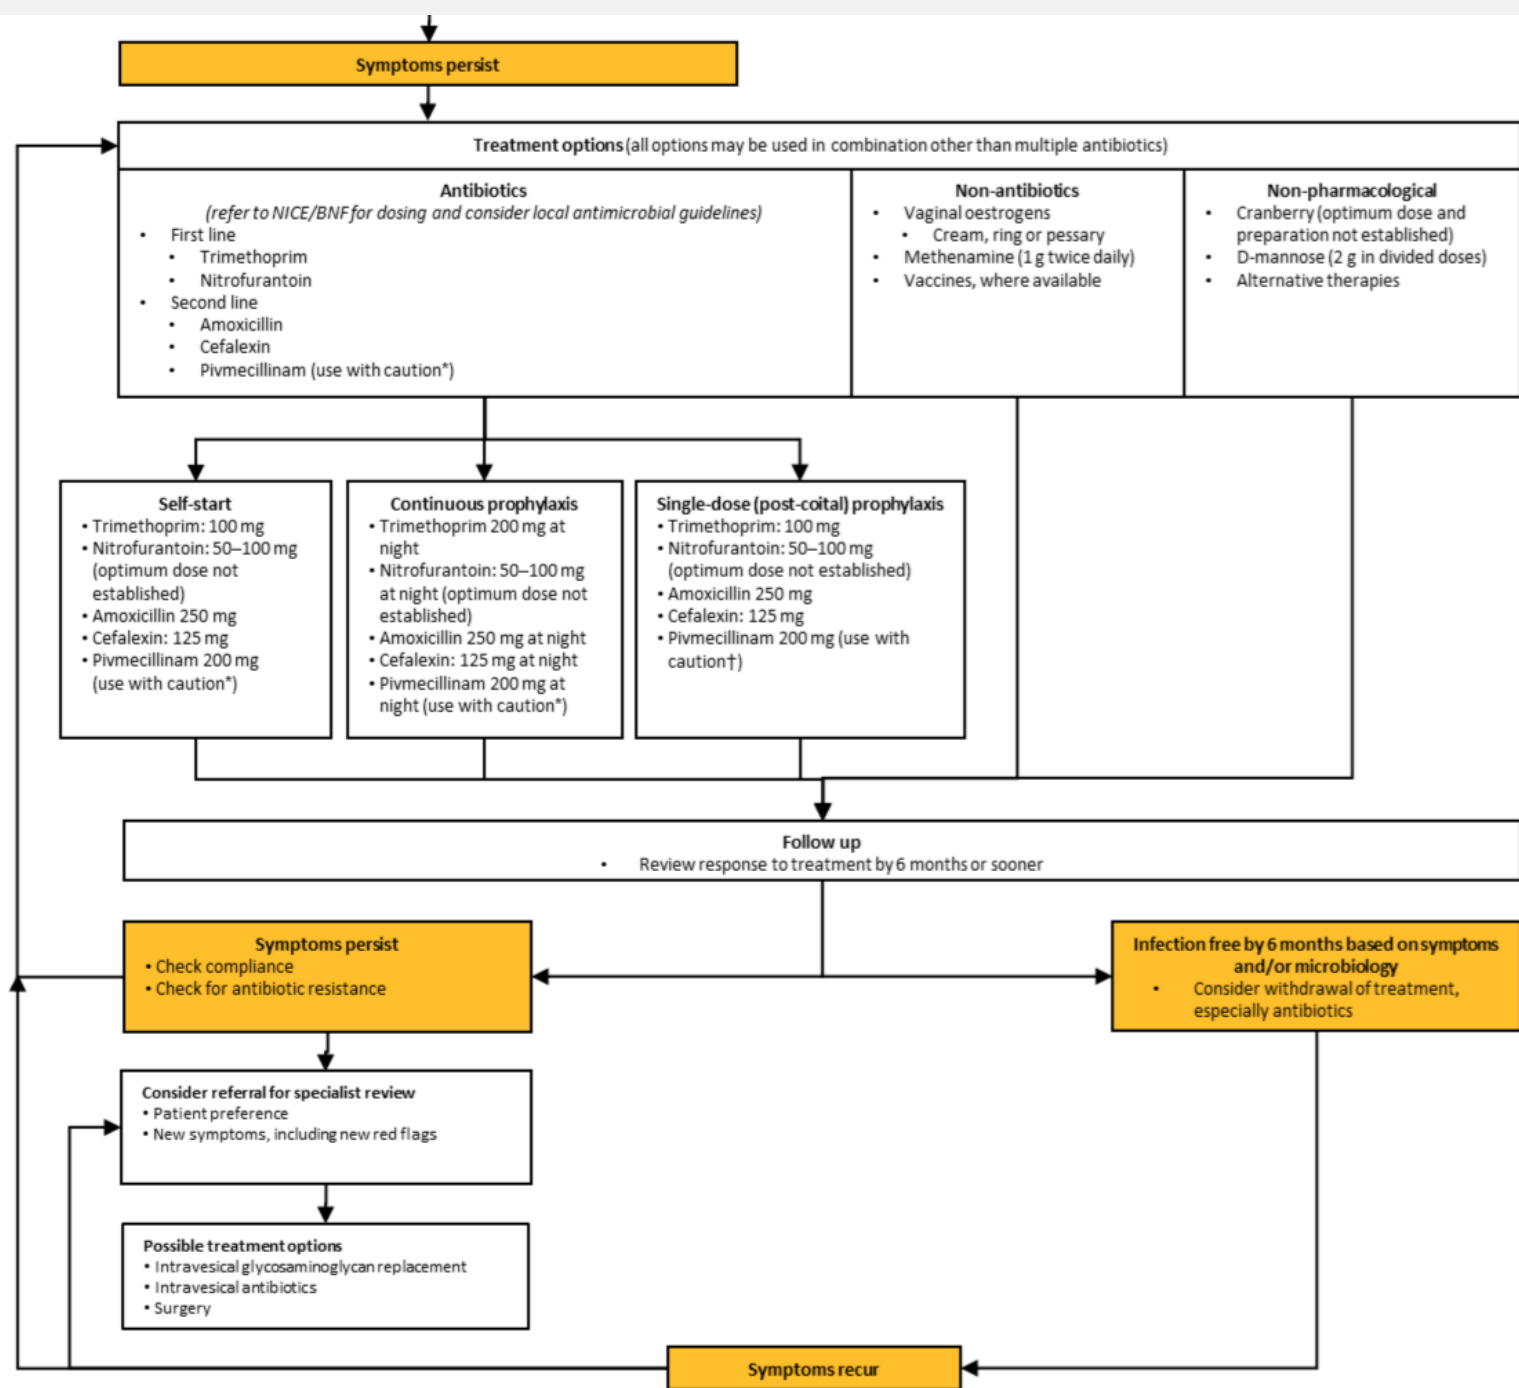 Symptoms persist
Treatment options (all options may be used in combination other than multiple antibiotics)
Antibiotics
(refer to NICE/BNF for dosing and consider local antimicrobial guidelines)
• First line
• Trimethoprim
• Nitrofurantoin
• Second line
• Amoxicillin
• Cefalexin
• Pivmecillinam (use with caution*)
Non-antibiotics
• Vaginal oestrogens
• Cream, ring or pessary
• Methenamine (1 g twice daily)
• Vaccines, where available
Non-pharmacological
• Cranberry (optimum dose and
preparation not established)
• D-mannose (2 g in divided doses)
• Alternative therapies
Self-start
• Trimethoprim: 100 mg
• Nitrofurantoin: 50–100 mg
(optimum dose not
established)
• Amoxicillin 250 mg
• Cefalexin: 125 mg
• Pivmecillinam 200 mg
(use with caution*)
Continuous prophylaxis
• Trimethoprim 200 mg at
night
• Nitrofurantoin: 50–100 mg
at night (optimum dose not
established)
• Amoxicillin 250 mg at night
• Cefalexin: 125 mg at night
• Pivmecillinam 200 mg at
night (use with caution*)
Single-dose (post-coital) prophylaxis
• Trimethoprim: 100 mg
• Nitrofurantoin: 50–100 mg
(optimum dose not established)
• Amoxicillin 250 mg
• Cefalexin: 125 mg
• Pivmecillinam 200 mg (use with
caution†)
Follow up
• Review response to treatment by 6 months or sooner
Symptoms persist
• Check compliance
• Check for antibiotic resistance
Infection free by 6 months based on symptoms
and/or microbiology
• Consider withdrawal of treatment,
especially antibiotics
Consider referral for specialist review
• Patient preference
• New symptoms, including new red flags
Possible treatment options
• Intravesical glycosaminoglycan replacement
• Intravesical antibiotics
• Surgery
Symptoms recur